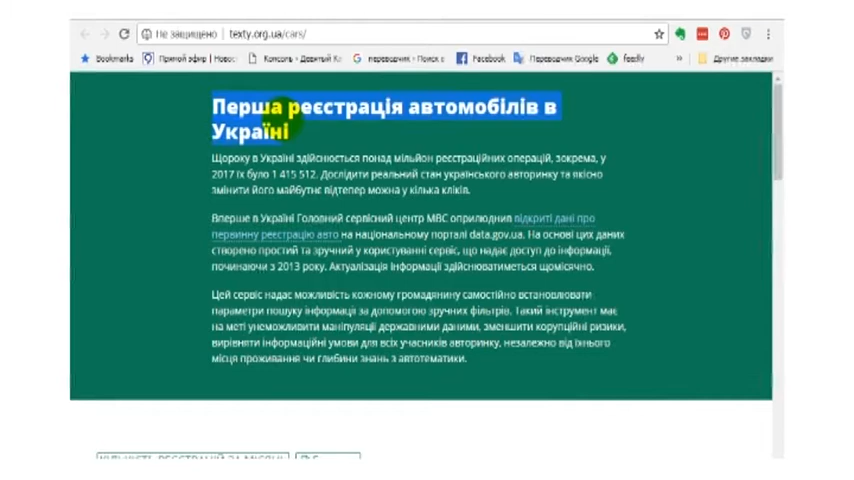 Не защищено | texty.org.ua/cars/
Bookmarks Прямой эфир | Новос Консоль ‹ Девятый Ка переводчик - Поиск в Facebook Переводчик Google feedly » Другие закладки
Перша реєстрація автомобілів в
Україні
Щороку в Україні здійснюється понад мільйон реєстраційних операцій, зокрема, у
2017 їх було 1 415 512. Дослідити реальний стан українського авторинку та якісно
змінити його майбутнє відтепер можна у кілька кліків.
Вперше в Україні Головний сервісний центр МВС оприлюднив відкриті дані про
первинну реєстрацію авто на національному порталі data.gov.ua. На основі цих даних
створено простий та зручний у користуванні сервіс, що надає доступ до інформації,
починаючи з 2013 року. Актуалізація інформації здійснюватиметься щомісячно.
Цей сервіс надає можливість кожному громадянину самостійно встановлювати
параметри пошуку інформації за допомогою зручних фільтрів. Такий інструмент має
на меті унеможливити маніпуляції державними даними, зменшити корупційні ризики,
вирівняти інформаційні умови для всіх учасників авторинку, незалежно від їхнього
місця проживання чи глибини знань з автотематики.
КІЛЬКІСТЬ РЕЄСТРАЦІЙ ЗА МІСЯЦЬ